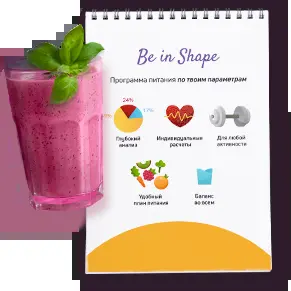 Be in Shape
Программа питания по твоим параметрам
24%
17%
Глубокий
анализ
Индивидуальные
расчеты
Для любой
активности
Удобный
план питания
Баланс
во всем